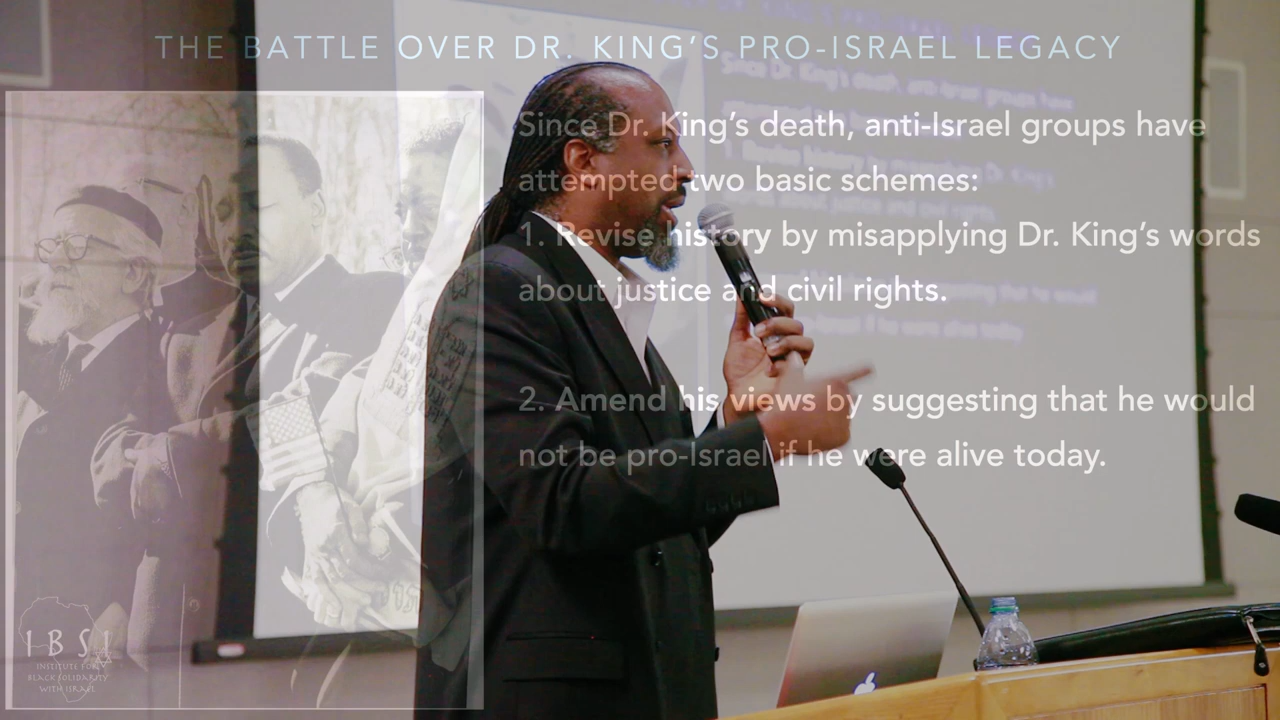 THE BATTLE OVER DR. KING'S PRO-ISRAEL LEGACY
Since Dr. King's death, anti-Israel groups have
attempted two basic schemes:
1. Revise history by misapplying Dr. King's words
about justice and civil rights.
2. Amend his views by suggesting that he would
not be pro-Israel if he were alive today.
IBSI
INSTITUTE FOR
BLACK SOLIDARITY
WITH ISRAEL